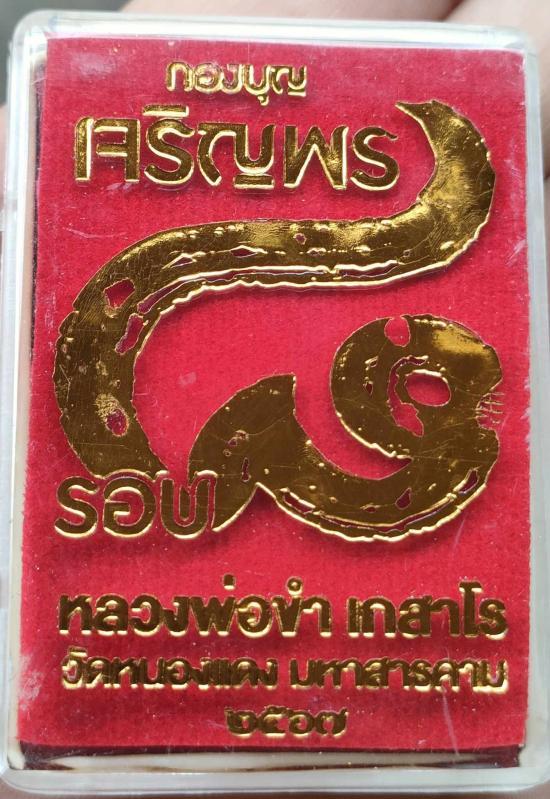 กองบุญ
เจริญพร
๘
รอบ
หลวงพ่อขำ เกสาโร
วัดหนองแดง มหาสารคาม
๒๕๖๗